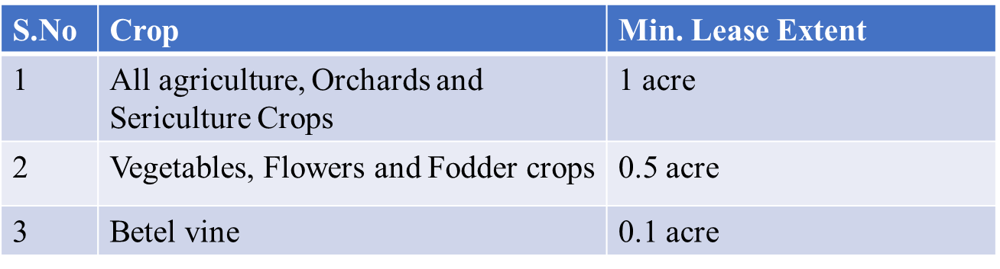 S.No Crop Min. Lease Extent
1 All agriculture, Orchards and 1 acre
Sericulture Crops
2 Vegetables, Flowers and Fodder crops 0.5 acre
3 Betel vine 0.1 acre